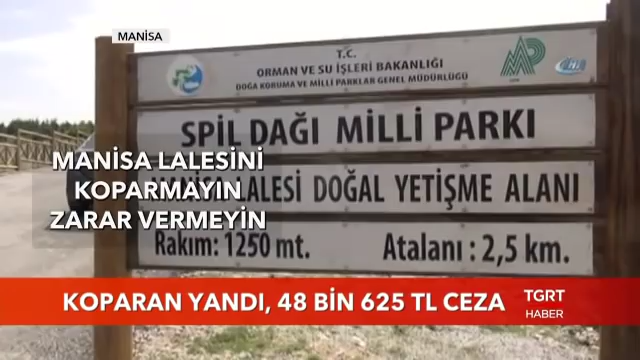 MANİSA
T.C.
ORMAN VE SU İŞLERİ BAKANLIĞI
DOĞA KORUMA VE MİLLİ PARKLAR GENEL MÜDÜRLÜĞÜ
SPİL DAĞI MİLLİ PARKI
LALESİ DOĞAL YETİŞME ALANI
Rakım: 1250 mt. Atalanı : 2,5 km.
MANİSA LALESİNİ
KOPARMAYIN
ZARAR VERMEYİN
KOPARAN YANDI, 48 BİN 625 TL CEZA
TGRT
HABER